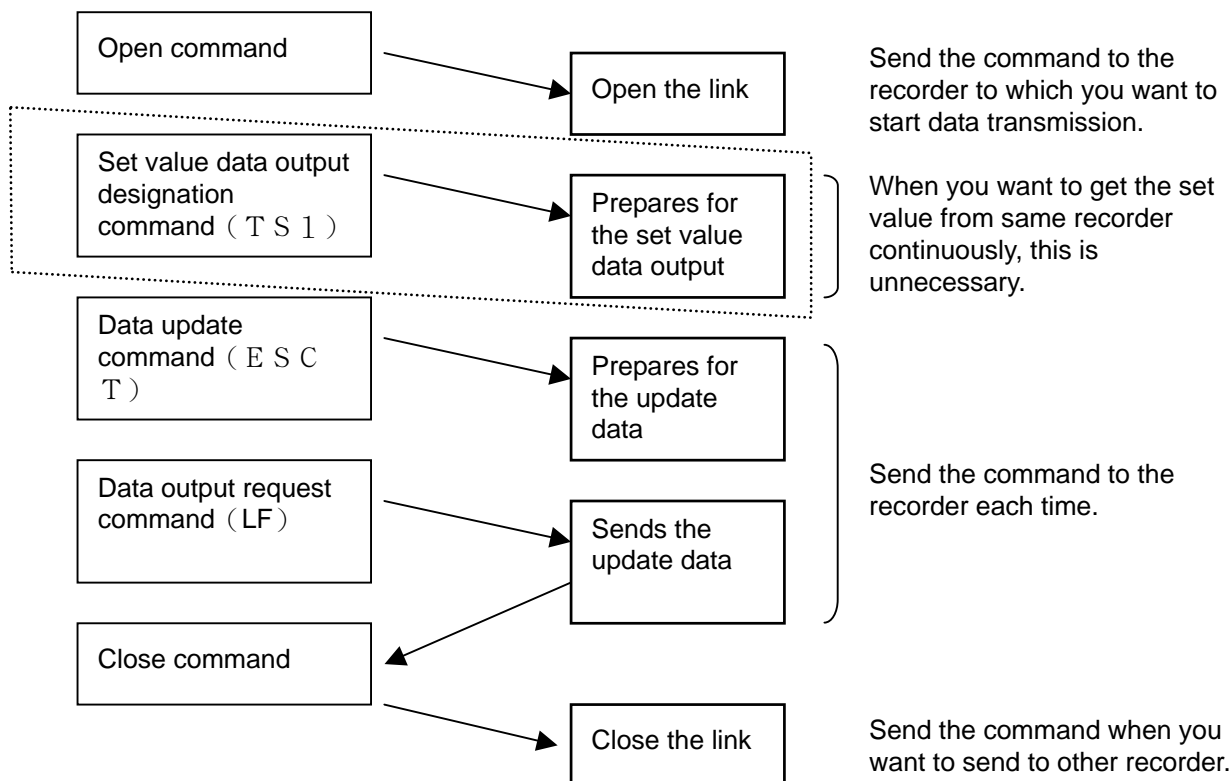 Open command
Open the link
Send the command to the
recorder to which you want to
start data transmission.
Set value data output
designation
command（ＴＳ１）
Prepares for
the set value
data output
When you want to get the set
value from same recorder
continuously, this is
unnecessary.
Data update
command（ＥＳＣ
Ｔ）
Prepares for
the update
data
Data output request
command（LF）
Sends the
update data
Send the command to the
recorder each time.
Close command
Close the link
Send the command when you
want to send to other recorder.